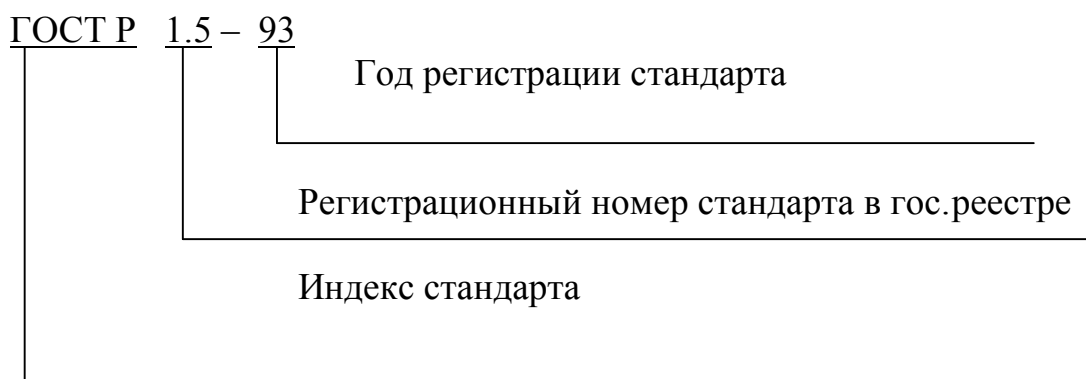 ГОСТ Р 1.5 – 93
Год регистрации стандарта
Регистрационный номер стандарта в гос.реестре
Индекс стандарта